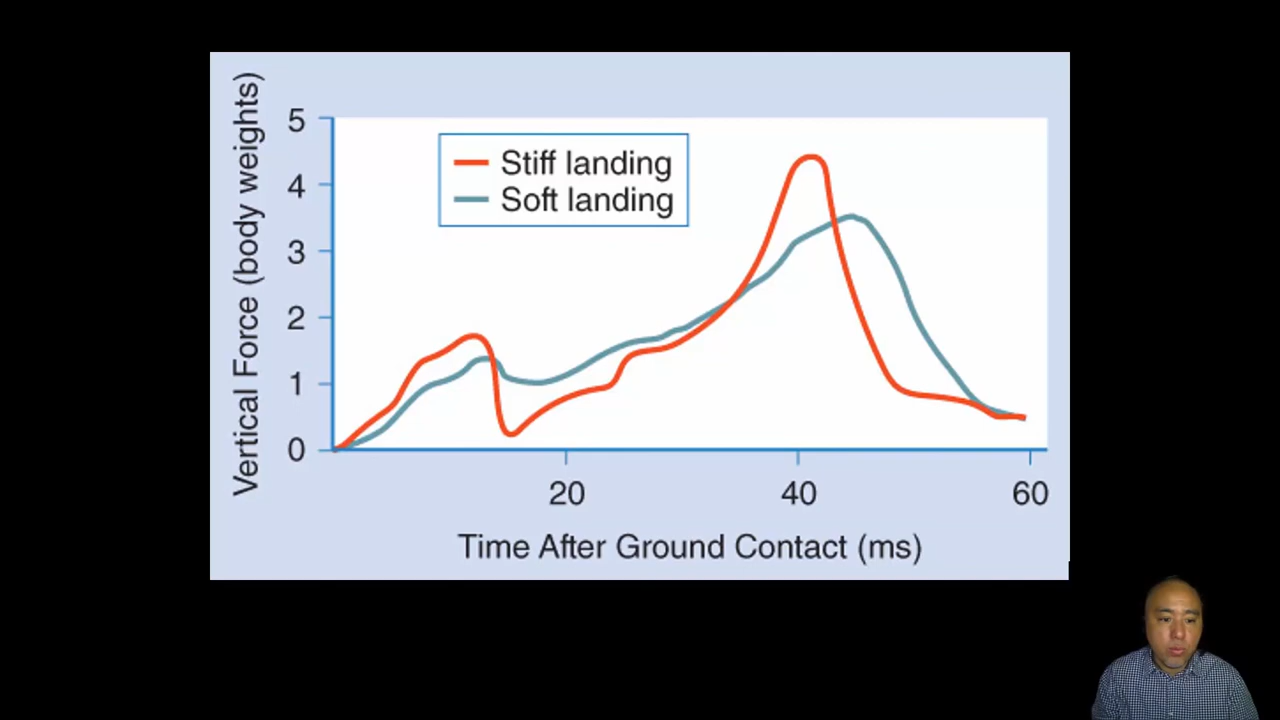 Vertical Force (body weights)
5
4
3
2
1
0
Stiff landing
Soft landing
20
40
60
Time After Ground Contact (ms)